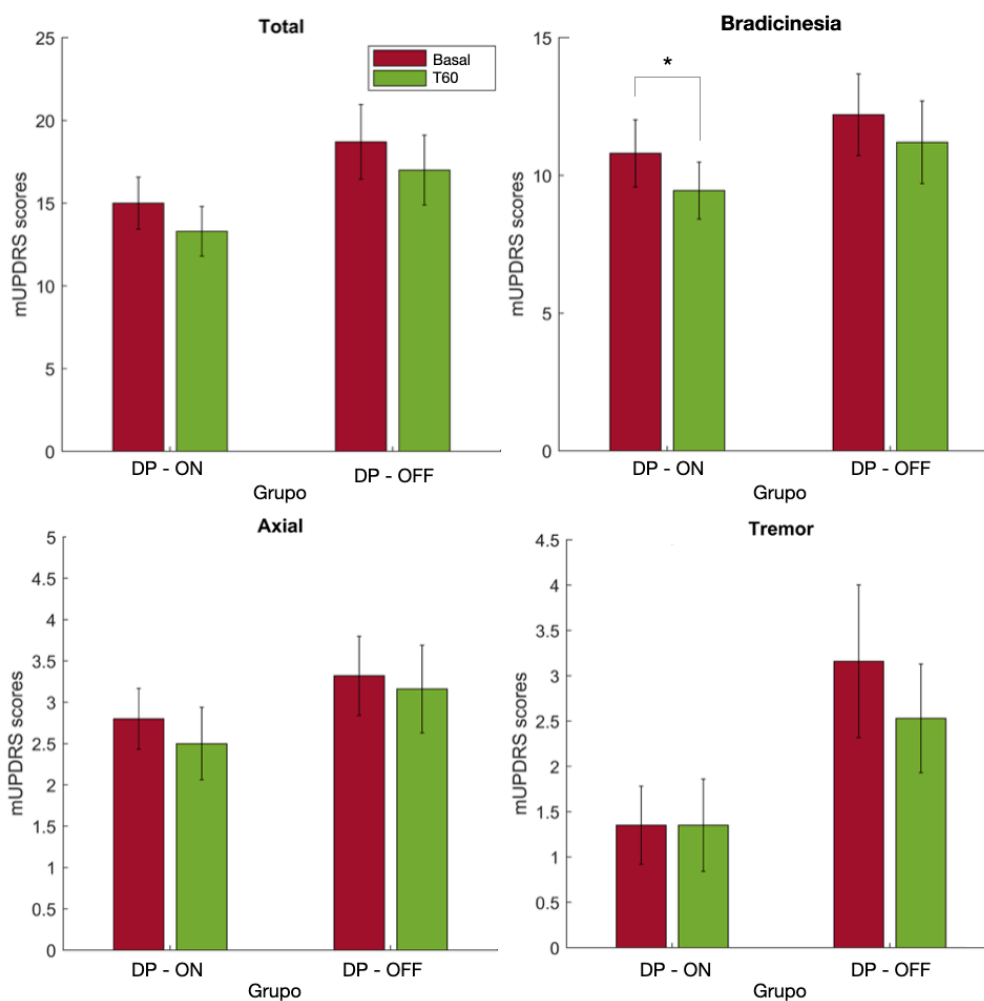 Total
25
20
15
10
5
0
mUPDRS scores
Basal
T60
DP - ON
DP - OFF
Grupo
Bradicinesia
15
10
5
0
mUPDRS scores
*
DP - ON
DP - OFF
Grupo
Axial
5
4.5
4
3.5
3
2.5
2
1.5
1
0.5
0
mUPDRS scores
DP - ON
DP - OFF
Grupo
Tremor
4.5
4
3.5
3
2.5
2
1.5
1
0.5
0
mUPDRS scores
DP - ON
DP - OFF
Grupo